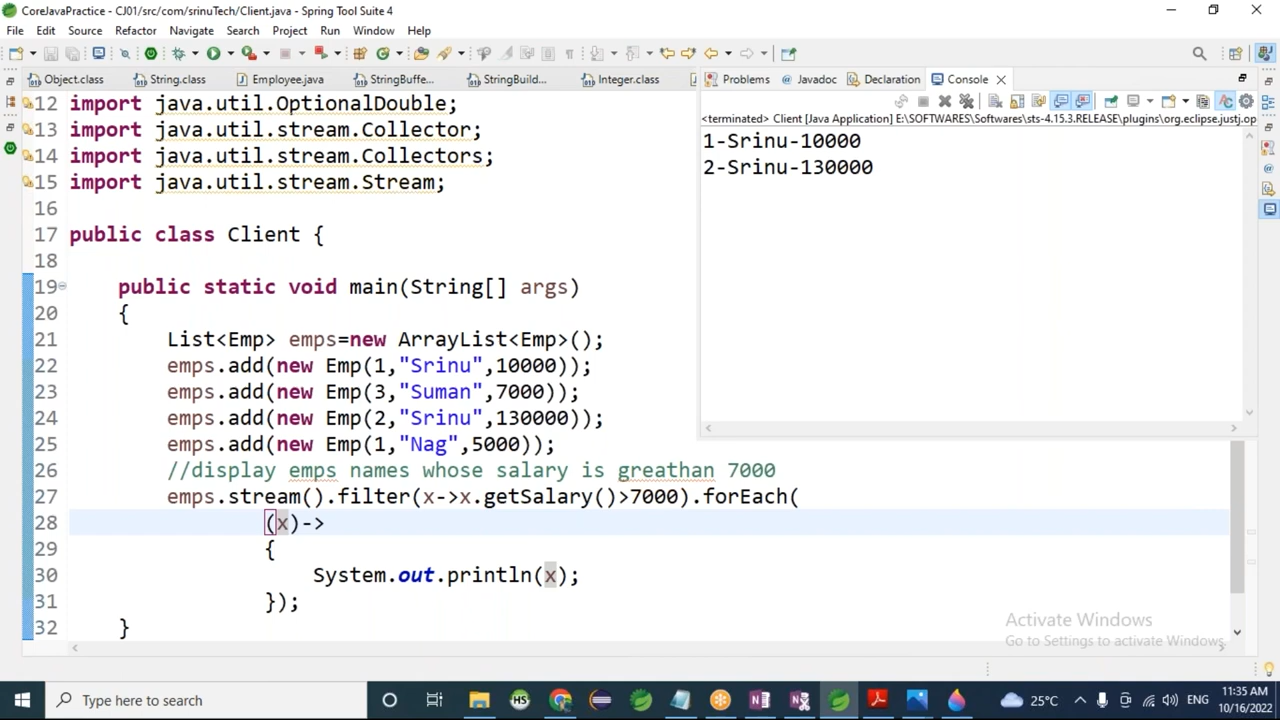 CoreJavaPractice - CJ01/src/com/srinuTech/Client.java - Spring Tool Suite 4
File Edit Source Refactor Navigate Search Project Run Window Help
Object.class String.class Employee.java StringBuffe... StringBuild... Integer.class
Problems @ Javadoc Declaration Console
<terminated> Client [Java Application] E:\SOFTWARES\Softwares\sts-4.15.3.RELEASE\plugins\org.eclipse.justj.op
1-Srinu-10000
2-Srinu-130000
12 import java.util.OptionalDouble;
13 import java.util.stream.Collector;
14 import java.util.stream.Collectors;
15 import java.util.stream.Stream;
16
17 public class Client {
18
19 public static void main(String[] args)
20 {
21 List<Emp> emps=new ArrayList<Emp>();
22 emps.add(new Emp(1,"Srinu",10000));
23 emps.add(new Emp(3,"Suman",7000));
24 emps.add(new Emp(2,"Srinu",130000));
25 emps.add(new Emp(1,"Nag",5000));
26 //display emps names whose salary is greathan 7000
27 emps.stream().filter(x->x.getSalary()>7000).forEach(
28 (x)->
29 {
30 System.out.println(x);
31 });
32 }
Activate Windows
Go to Settings to activate Windows.
Type here to search
HS
25°C
ENG
11:35 AM
10/16/2022